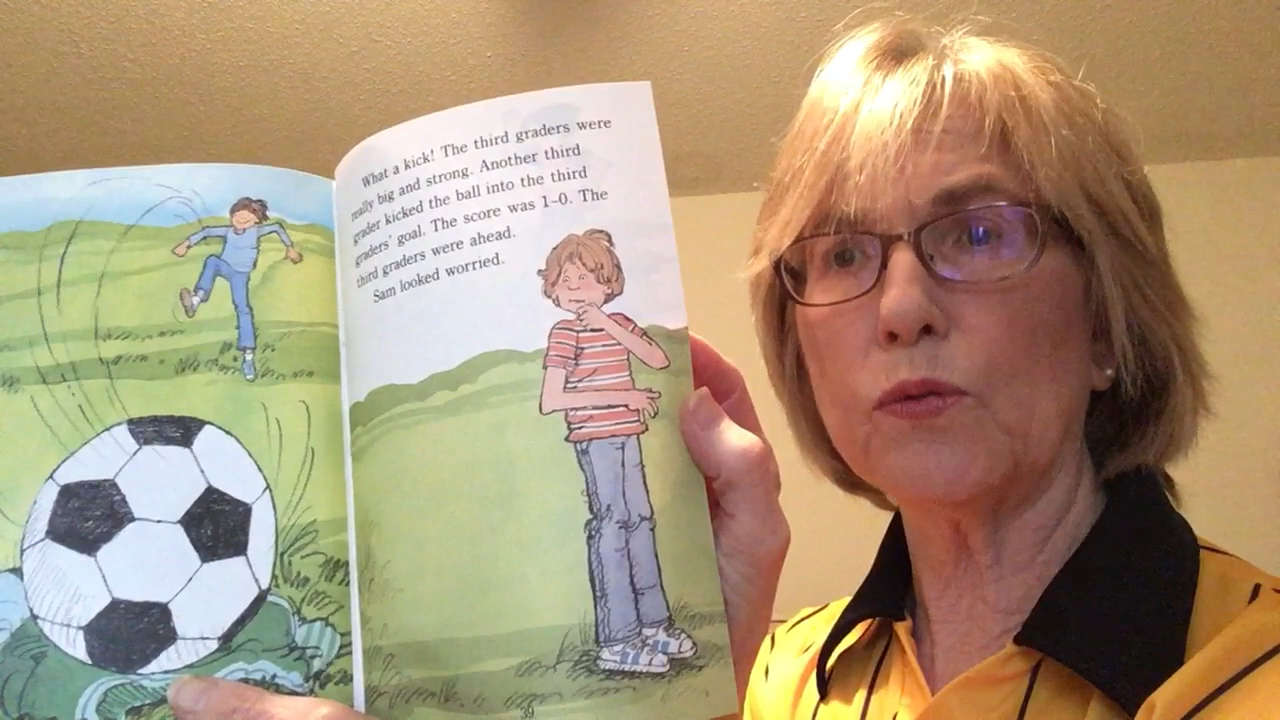 What a kick! The third graders were
really big and strong. Another third
grader kicked the ball into the third
graders' goal. The score was 1–0. The
third graders were ahead.
Sam looked worried.
39